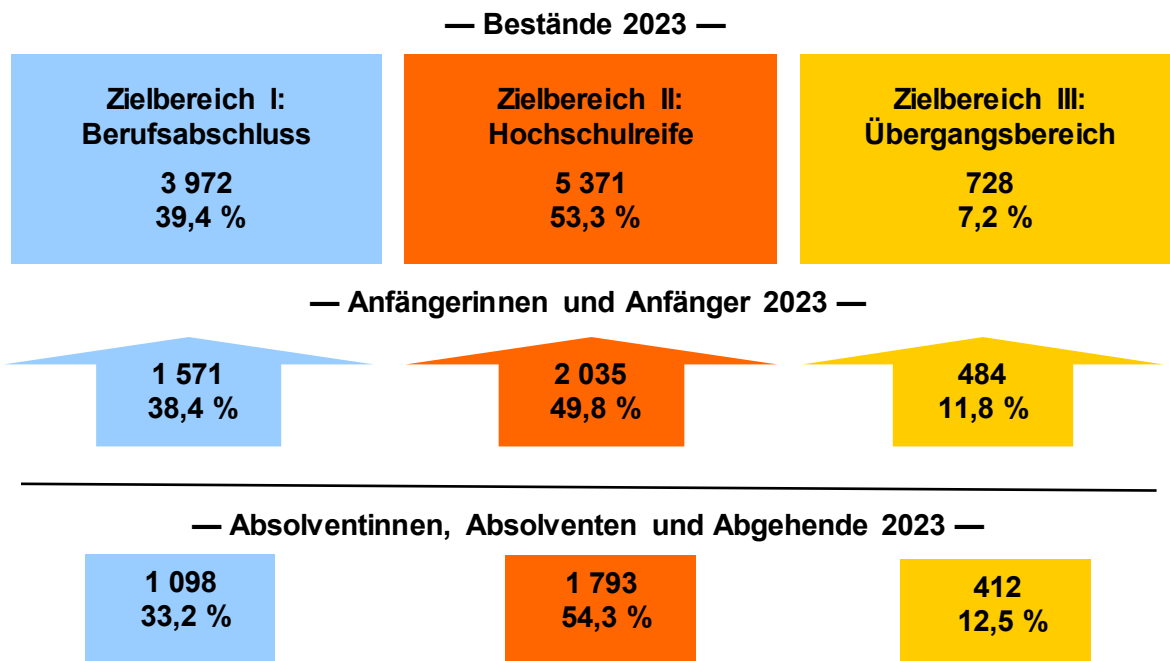 — Bestände 2023 —
Zielbereich I:
Berufsabschluss
3 972
39,4 %
Zielbereich II:
Hochschulreife
5 371
53,3 %
Zielbereich III:
Übergangsbereich
728
7,2 %
— Anfängerinnen und Anfänger 2023 —
1 571
38,4 %
2 035
49,8 %
484
11,8 %
— Absolventinnen, Absolventen und Abgehende 2023 —
1 098
33,2 %
1 793
54,3 %
412
12,5 %